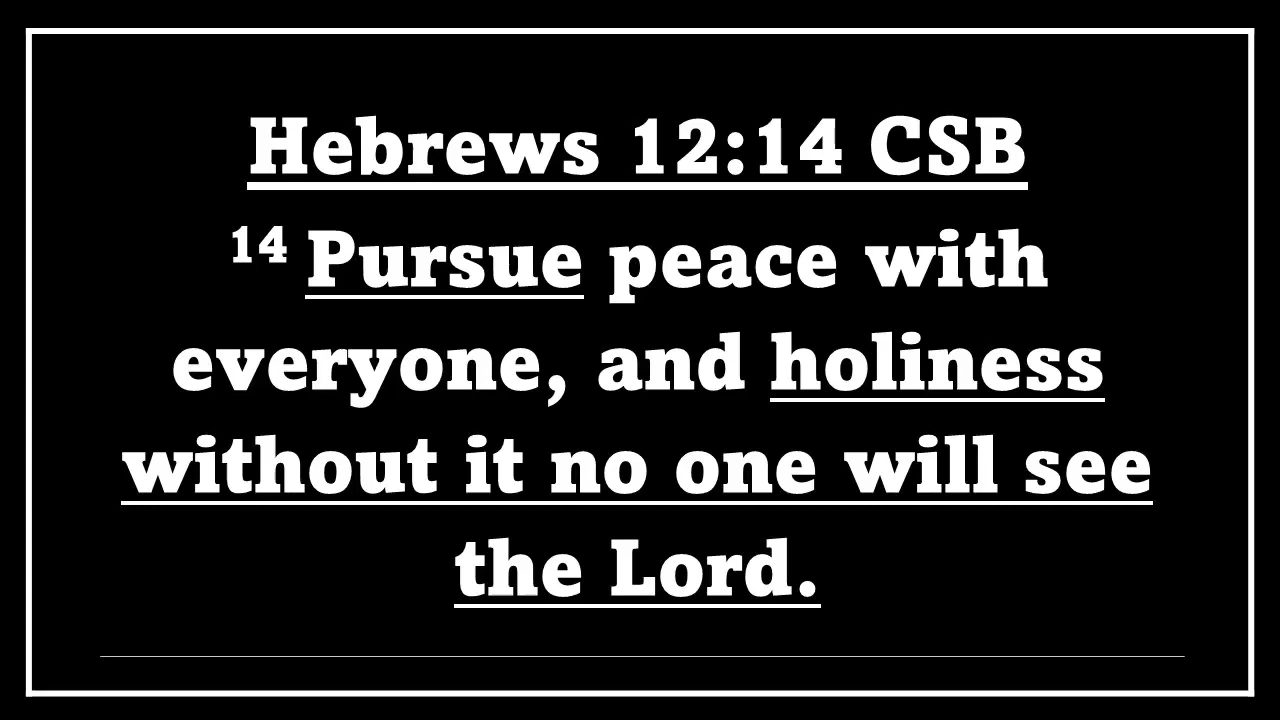 Hebrews 12:14 CSB
14 Pursue peace with
everyone, and holiness
without it no one will see
the Lord.